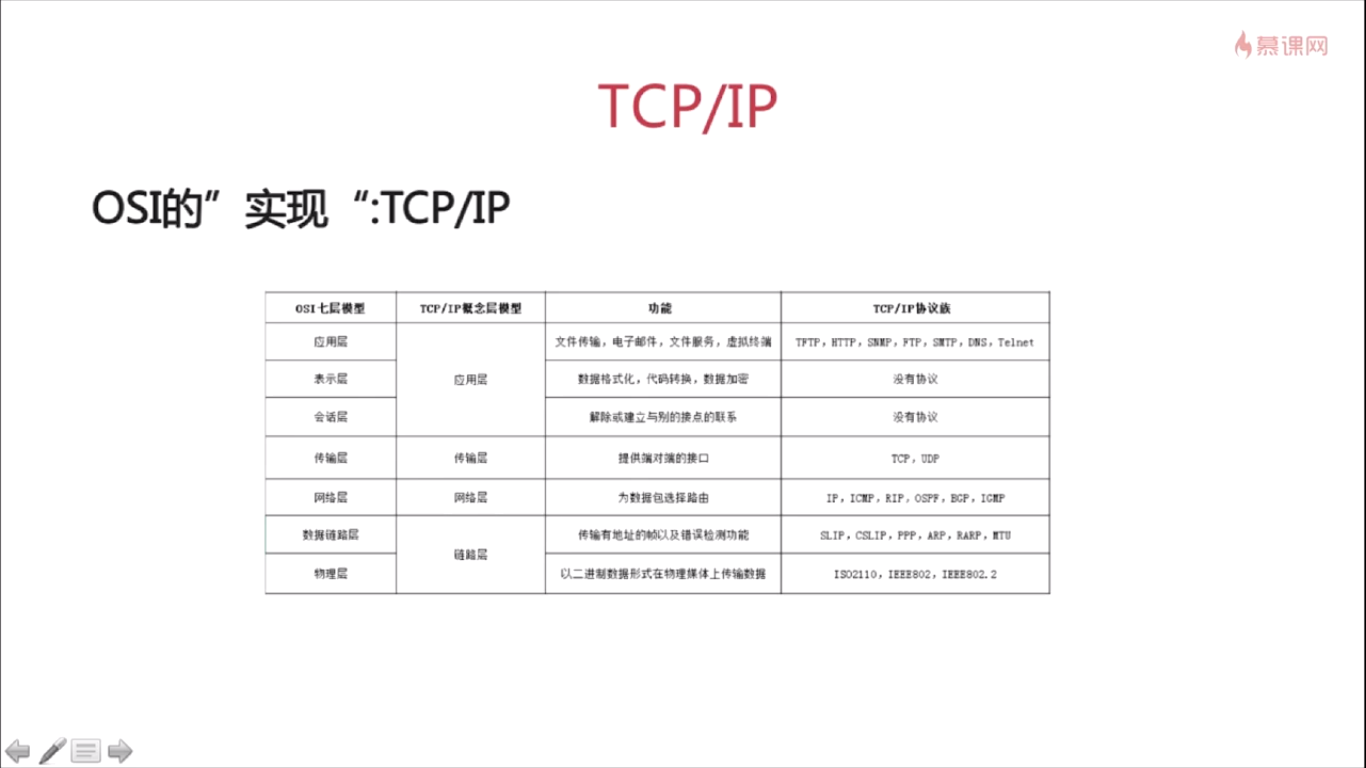 慕课网
TCP/IP
OSI的”实现“:TCP/IP
OSI七层模型 TCP/IP概念层模型 功能 TCP/IP协议族
应用层 文件传输，电子邮件，文件服务，虚拟终端 TFTP，HTTP，SNMP，FTP，SMTP，DNS，Telnet
表示层 应用层 数据格式化，代码转换，数据加密 没有协议
会话层 解除或建立与别的接点的联系 没有协议
传输层 传输层 提供端对端的接口 TCP，UDP
网络层 网络层 为数据包选择路由 IP，ICMP，RIP，OSPF，BGP，IGMP
数据链路层 传输有地址的帧以及错误检测功能 SLIP，CSLIP，PPP，ARP，RARP，MTU
链路层
物理层 以二进制数据形式在物理媒体上传输数据 ISO2110，IEEE802，IEEE802.2